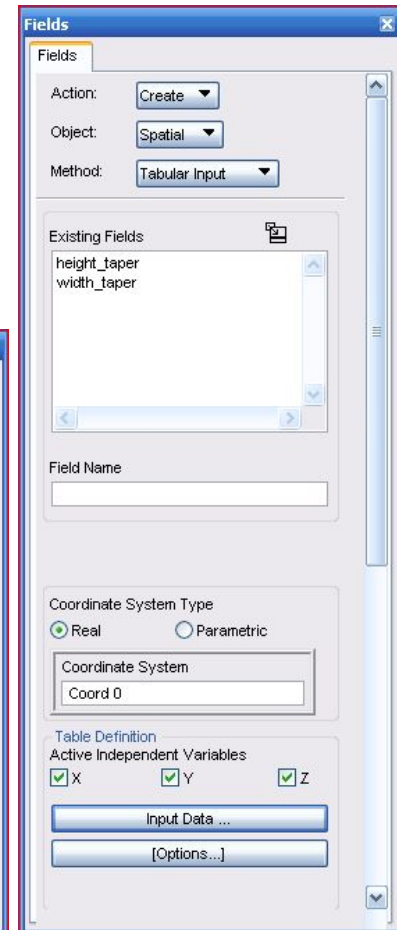 Fields
Fields
Action: Create
Object: Spatial
Method: Tabular Input
Existing Fields
height_taper
width_taper
Field Name
Coordinate System Type
Real Parametric
Coordinate System
Coord 0
Table Definition
Active Independent Variables
X Y Z
Input Data ...
[Options...]